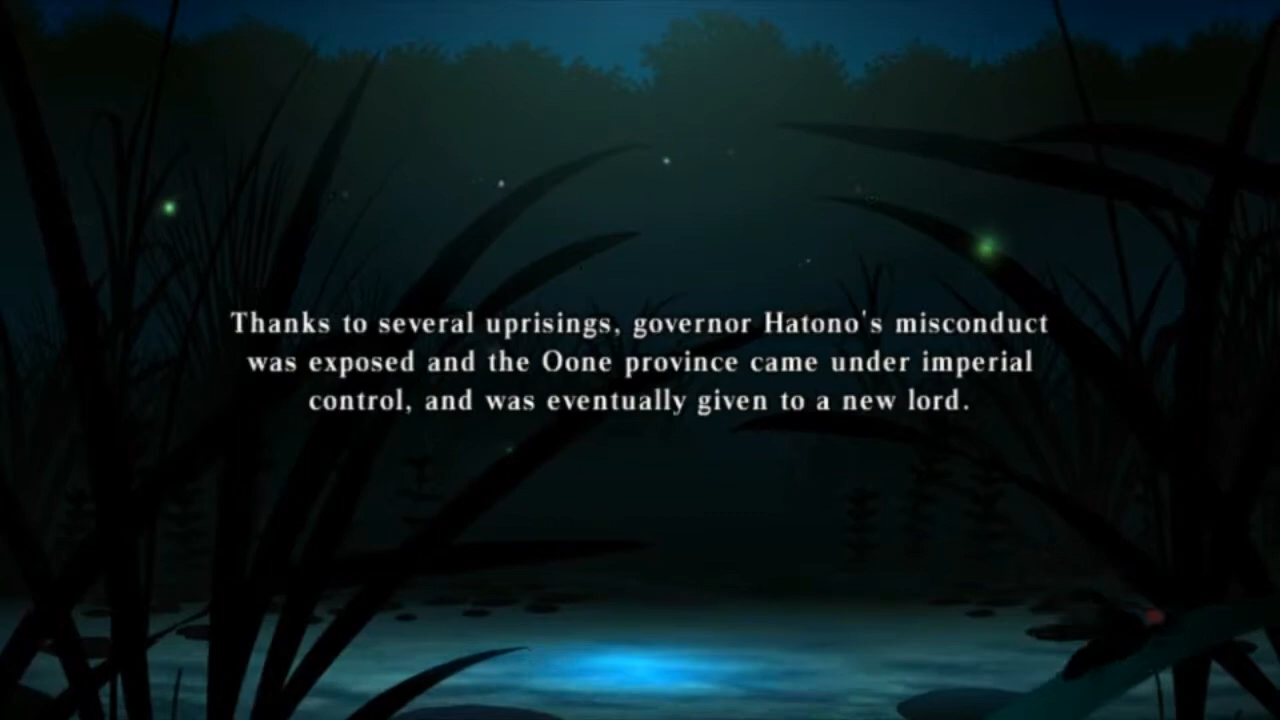 Thanks to several uprisings, governor Hatono's misconduct
was exposed and the Oone province came under imperial
control, and was eventually given to a new lord.